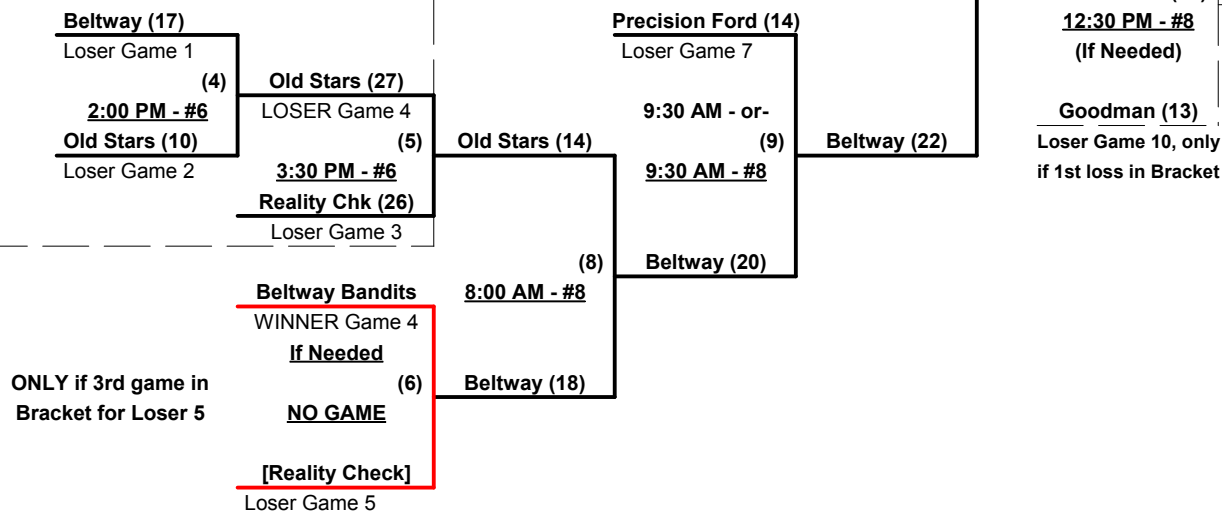 Beltway (17)
Loser Game 1
(4)
2:00 PM - #6
Old Stars (10)
Loser Game 2
Old Stars (27)
LOSER Game 4
(5)
3:30 PM - #6
Reality Chk (26)
Loser Game 3
Old Stars (14)
(8)
8:00 AM - #8
Beltway Bandits
WINNER Game 4
If Needed
(6)
NO GAME
[Reality Check]
Loser Game 5
ONLY if 3rd game in
Bracket for Loser 5
Beltway (18)
Precision Ford (14)
Loser Game 7
9:30 AM - or-
(9)
9:30 AM - #8
Beltway (20)
Beltway (22)
12:30 PM - #8
(If Needed)
Goodman (13)
Loser Game 10, only
if 1st loss in Bracket